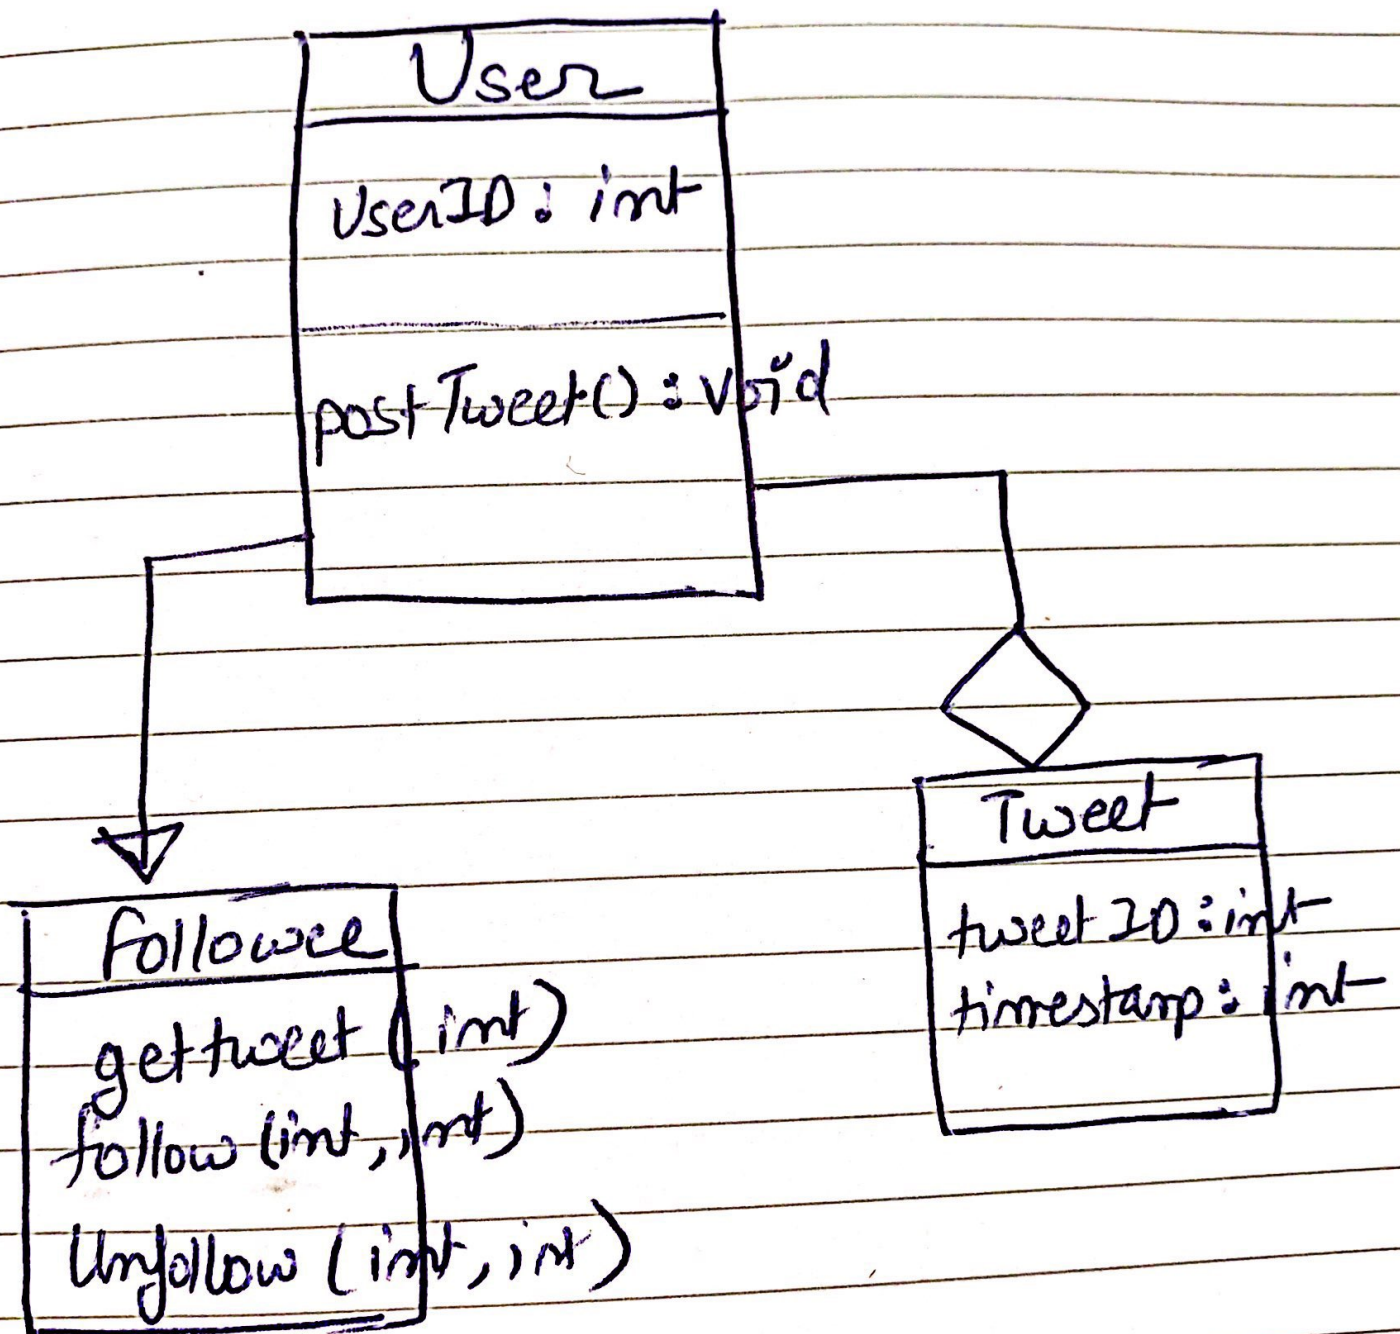 User
UserID: int
postTweet(): void
Followee
gettweet (int)
follow (int, int)
Unfollow (int, int)
Tweet
tweetID: int
timestamp: int